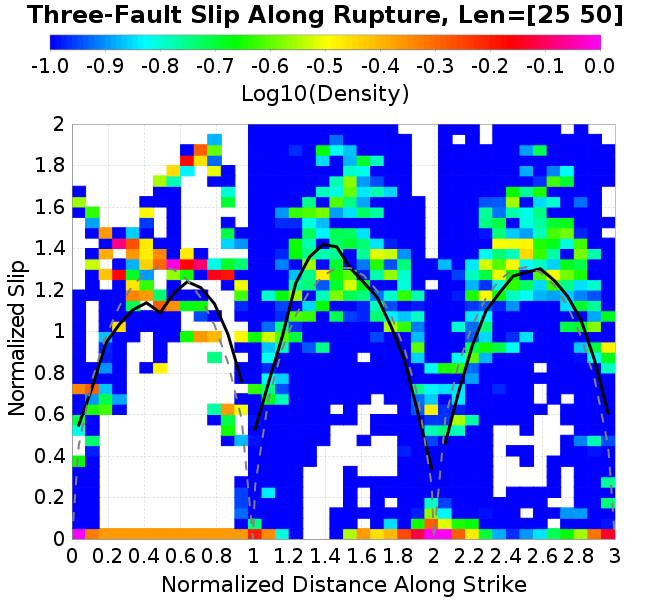 Three-Fault Slip Along Rupture, Len=[25 50]
-1.0 -0.9 -0.8 -0.7 -0.6 -0.5 -0.4 -0.3 -0.2 -0.1 0.0
Log10(Density)
2
1.8
1.6
1.4
1.2
1
0.8
0.6
0.4
0.2
0
Normalized Slip
0 0.2 0.4 0.6 0.8 1 1.2 1.4 1.6 1.8 2 2.2 2.4 2.6 2.8 3
Normalized Distance Along Strike